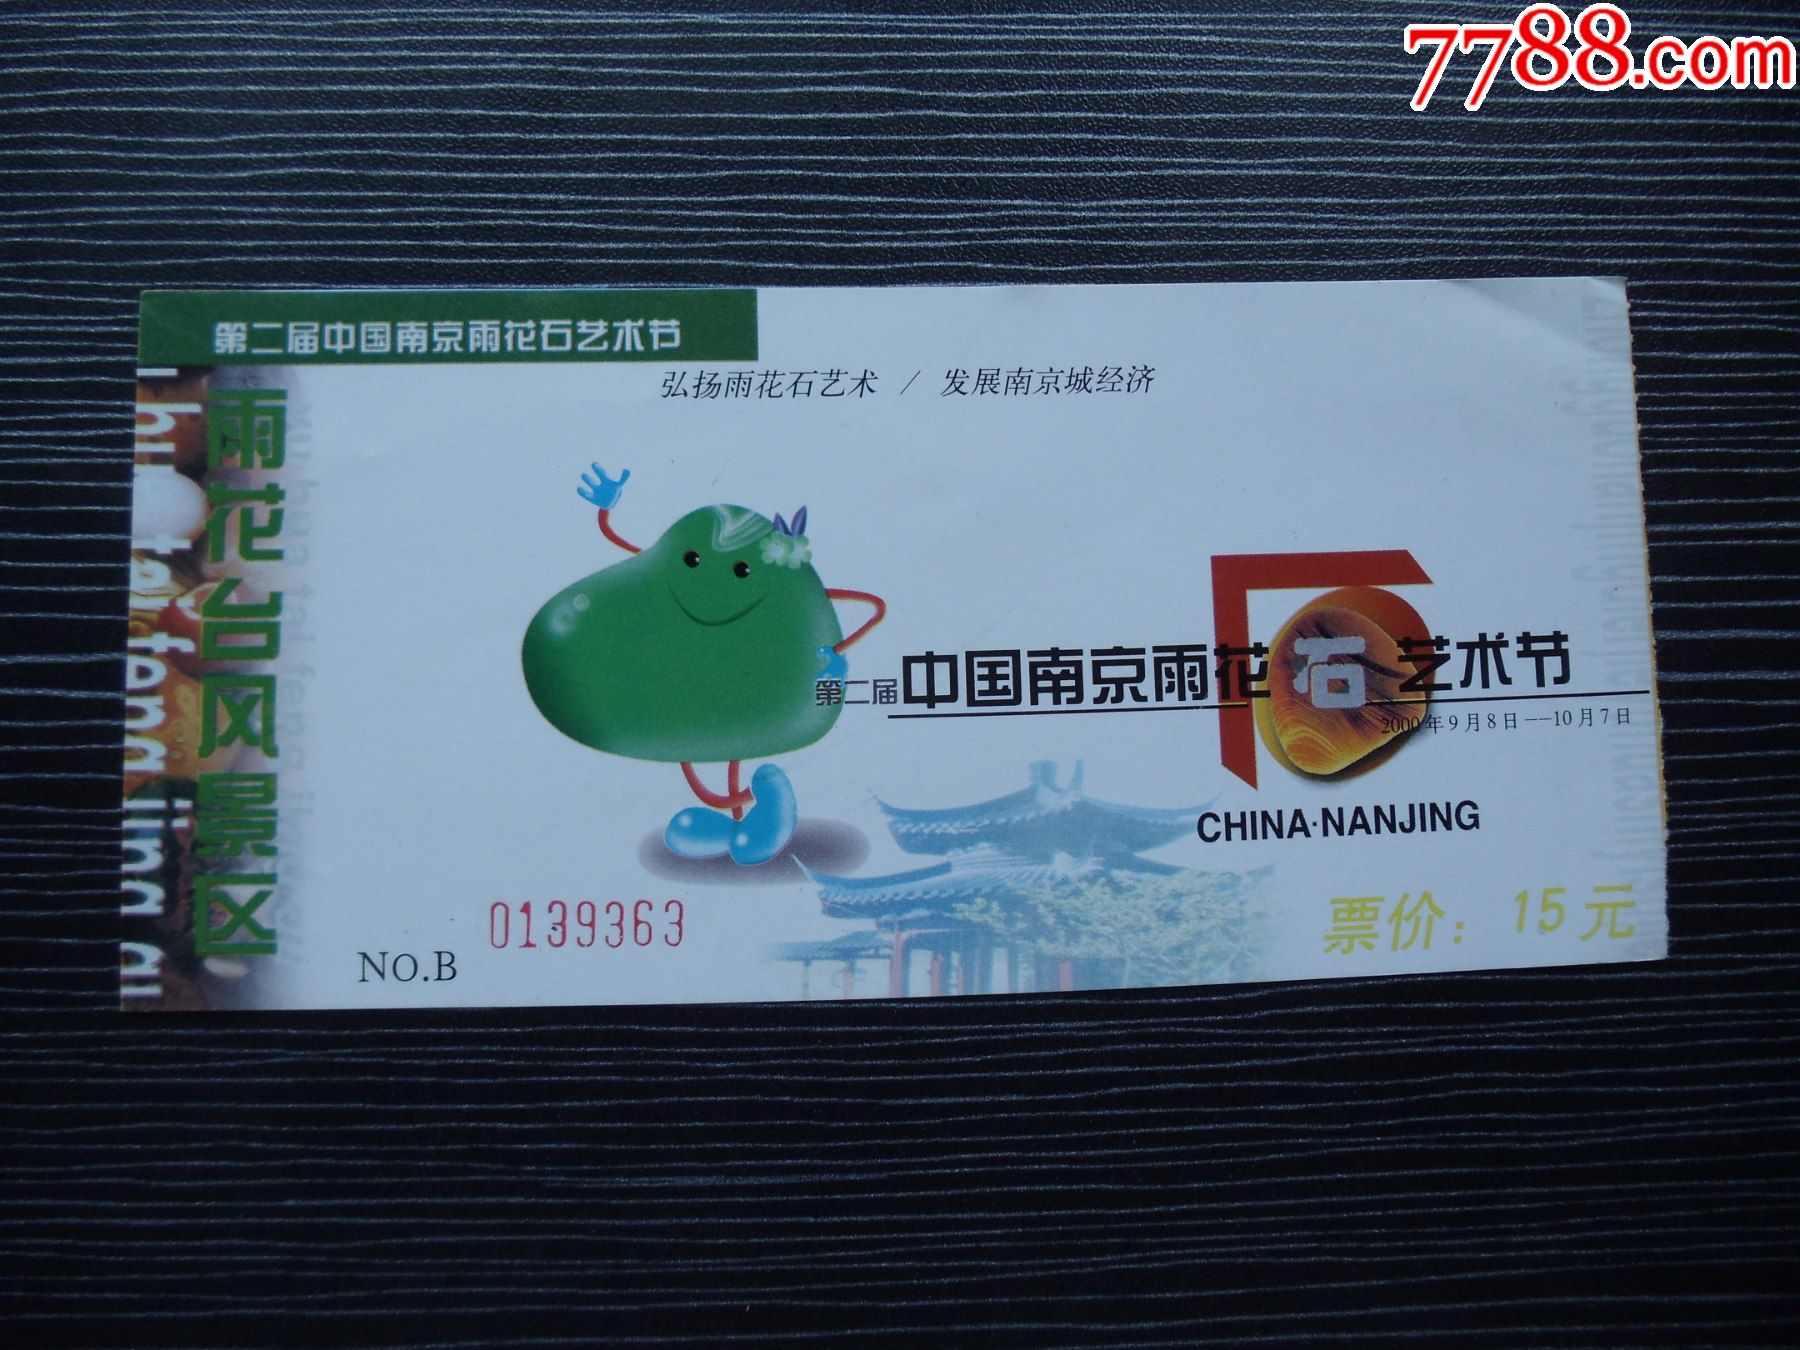 7788.com
第二届中国南京雨花石艺术节
弘扬雨花石艺术 / 发展南京城经济
雨花台风景区
第二届中国南京雨花石艺术节
2000年9月8日--10月7日
CHINA·NANJING
票价：15元
NO.B 0139363